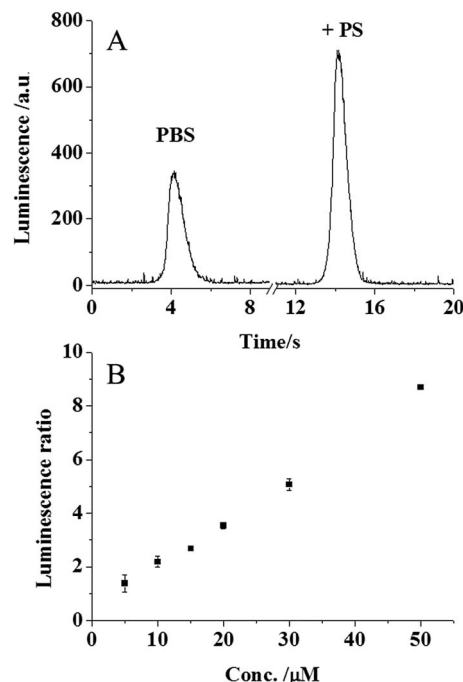 A
+ PS
PBS
800
600
400
200
0
Luminescence /a.u.
0 4 8 12 16 20
Time/s
B
10
8
6
4
2
0
Luminescence ratio
0 10 20 30 40 50
Conc. /μM